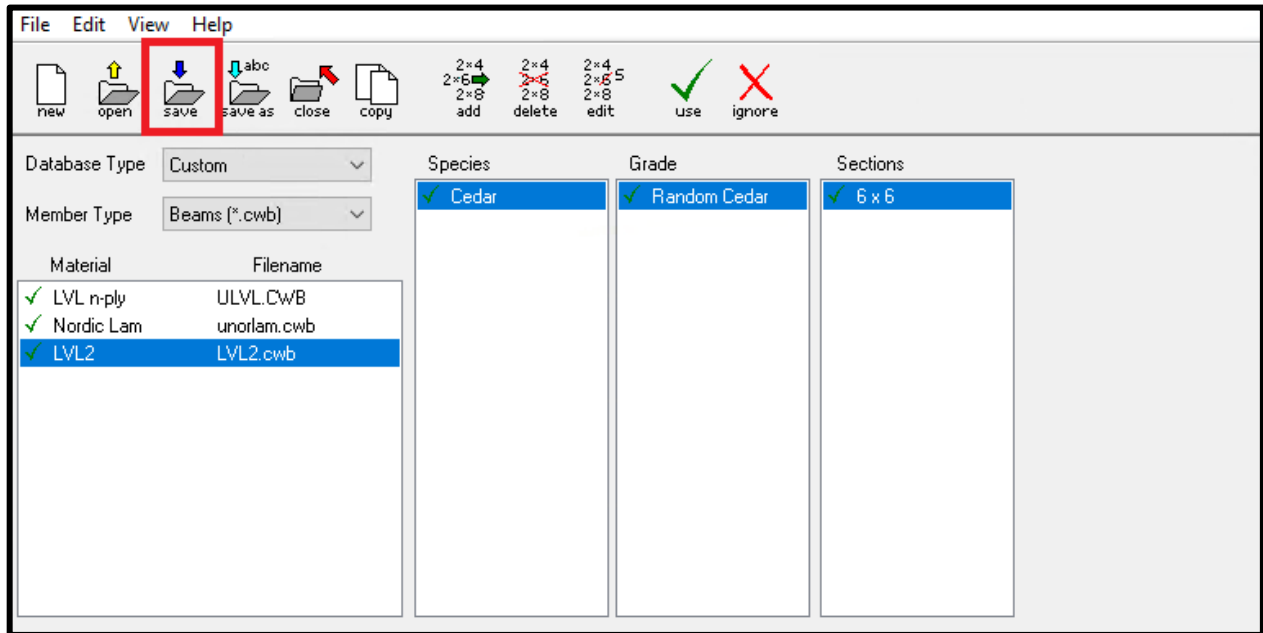 File Edit View Help
abc
2×4 2×4 2×4
2×6 2×6 2×6 5
2×8 2×8 2×8
new open save save as close copy add delete edit use ignore
Database Type Custom
Member Type Beams (*.cwb)
Material Filename
LVL n-ply ULVL.CWB
Nordic Lam unorlam.cwb
LVL2 LVL2.cwb
Species Grade Sections
Cedar Random Cedar 6 x 6